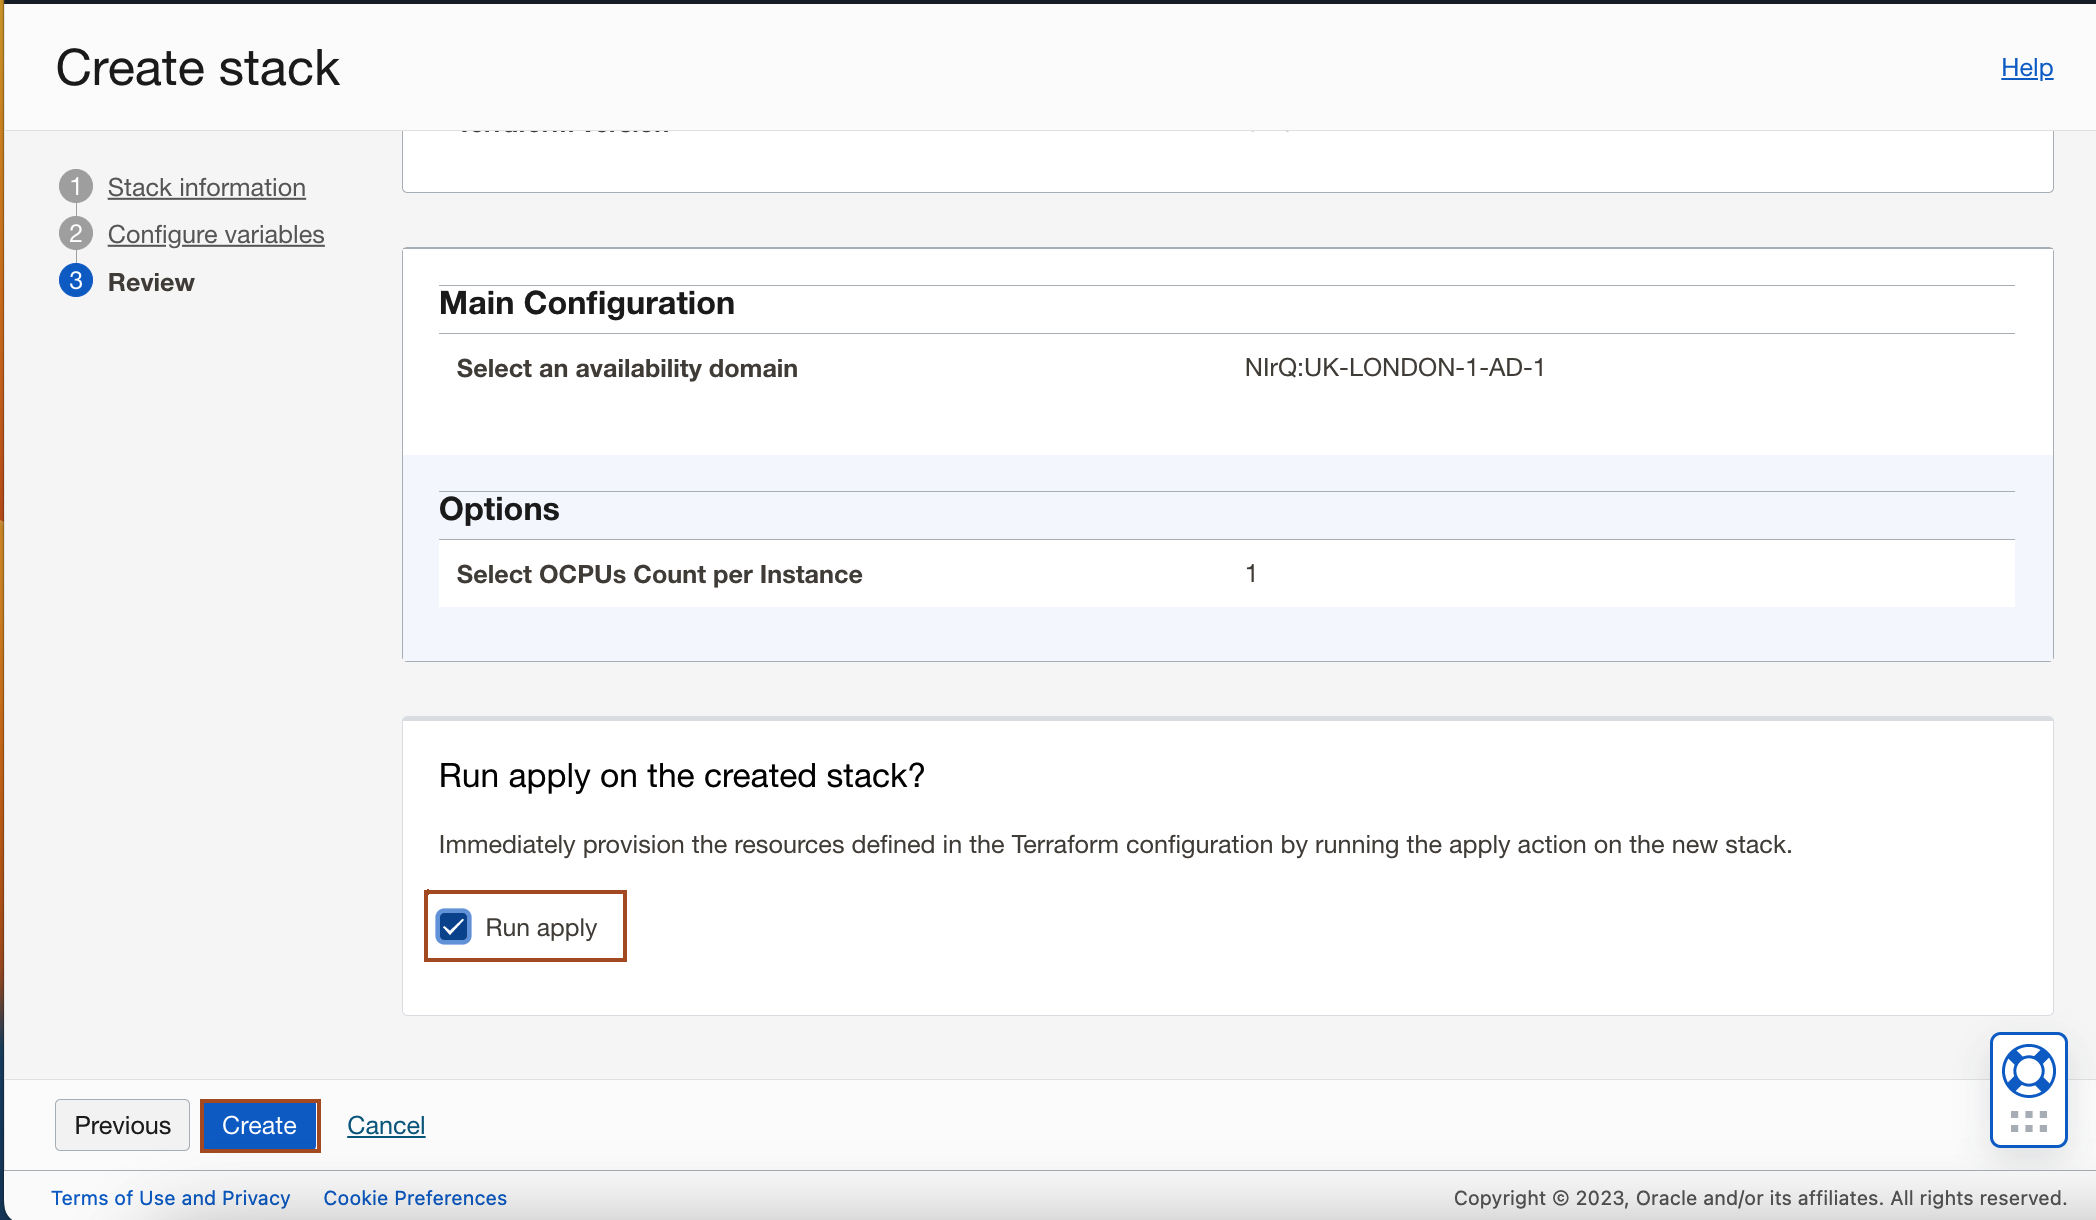 Create stack
Help
1 Stack information
2 Configure variables
3 Review
Terraform version
Main Configuration
Select an availability domain NIrQ:UK-LONDON-1-AD-1
Options
Select OCPUs Count per Instance 1
Run apply on the created stack?
Immediately provision the resources defined in the Terraform configuration by running the apply action on the new stack.
Run apply
Previous Create Cancel
Terms of Use and Privacy Cookie Preferences Copyright © 2023, Oracle and/or its affiliates. All rights reserved.